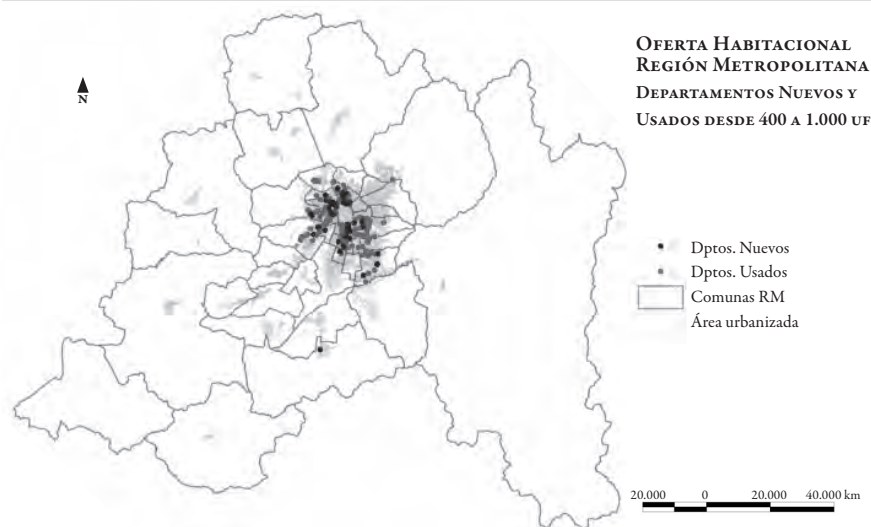 Oferta Habitacional
Región Metropolitana
Departamentos Nuevos y
Usados desde 400 a 1.000 uf
N
Dptos. Nuevos
Dptos. Usados
Comunas RM
Área urbanizada
20.000 0 20.000 40.000 km